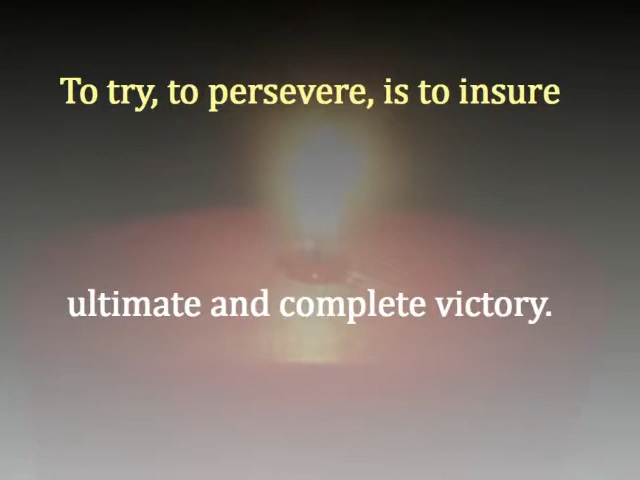 To try, to persevere, is to insure
ultimate and complete victory.